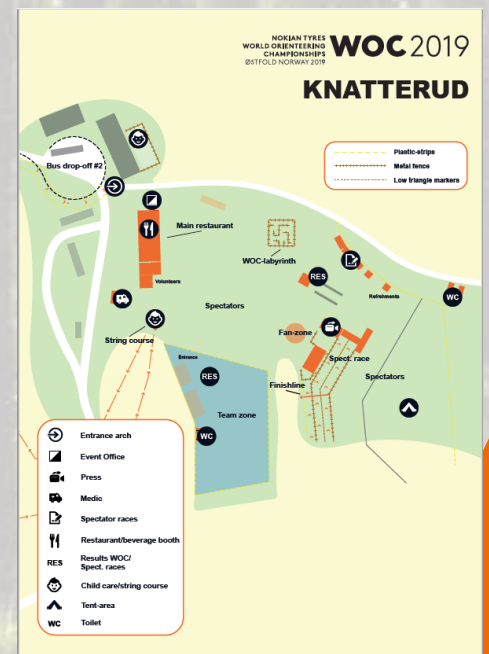 NOKIAN TYRES
WORLD ORIENTEERING
CHAMPIONSHIPS
ØSTFOLD NORWAY 2019
WOC 2019
KNATTERUD
Plastic-strips
Metal fence
Low triangle markers
Bus drop-off #2
Main restaurant
Volunteers
WOC-labyrinth
RES
Refreshments
WC
Spectators
String course
Fan-zone
Spect. race
Spectators
Entrance
RES
Finishline
Team zone
WC
Entrance arch
Event Office
Press
Medic
Spectator races
Restaurant/beverage booth
RES
Results WOC/
Spect. races
Child care/string course
Tent-area
WC
Toilet